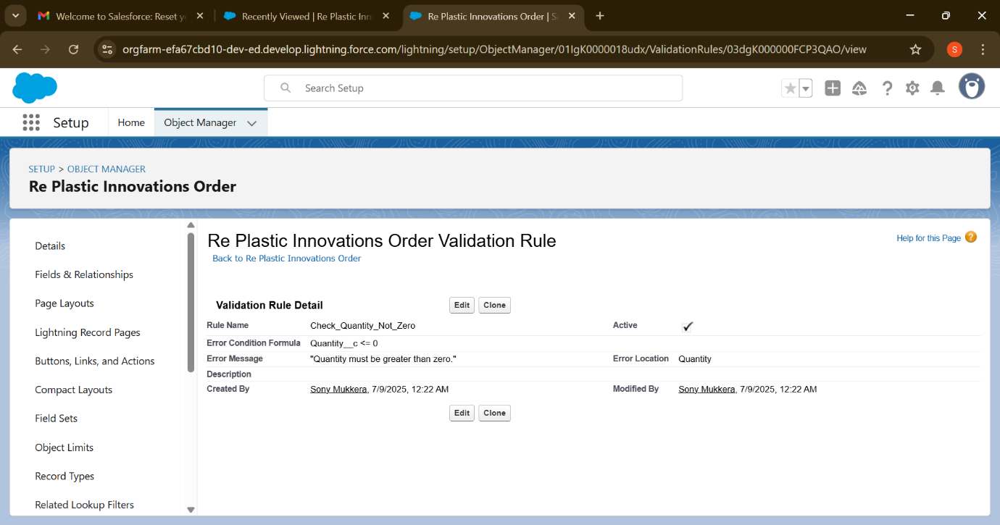 Welcome to Salesforce: Reset y
Recently Viewed | Re Plastic Inn
Re Plastic Innovations Order | S
orgfarm-efa67cbd10-dev-ed.develop.lightning.force.com/lightning/setup/ObjectManager/01IgK0000018udx/ValidationRules/03dgK000000FCP3QAO/view
S
Search Setup
Setup
Home
Object Manager
SETUP > OBJECT MANAGER
Re Plastic Innovations Order
Details
Fields & Relationships
Page Layouts
Lightning Record Pages
Buttons, Links, and Actions
Compact Layouts
Field Sets
Object Limits
Record Types
Related Lookup Filters
Re Plastic Innovations Order Validation Rule
Help for this Page ?
Back to Re Plastic Innovations Order
Validation Rule Detail Edit Clone
Rule Name Check_Quantity_Not_Zero Active
Error Condition Formula Quantity__c <= 0
Error Message "Quantity must be greater than zero." Error Location Quantity
Description
Created By Sony Mukkera, 7/9/2025, 12:22 AM Modified By Sony Mukkera, 7/9/2025, 12:22 AM
Edit Clone